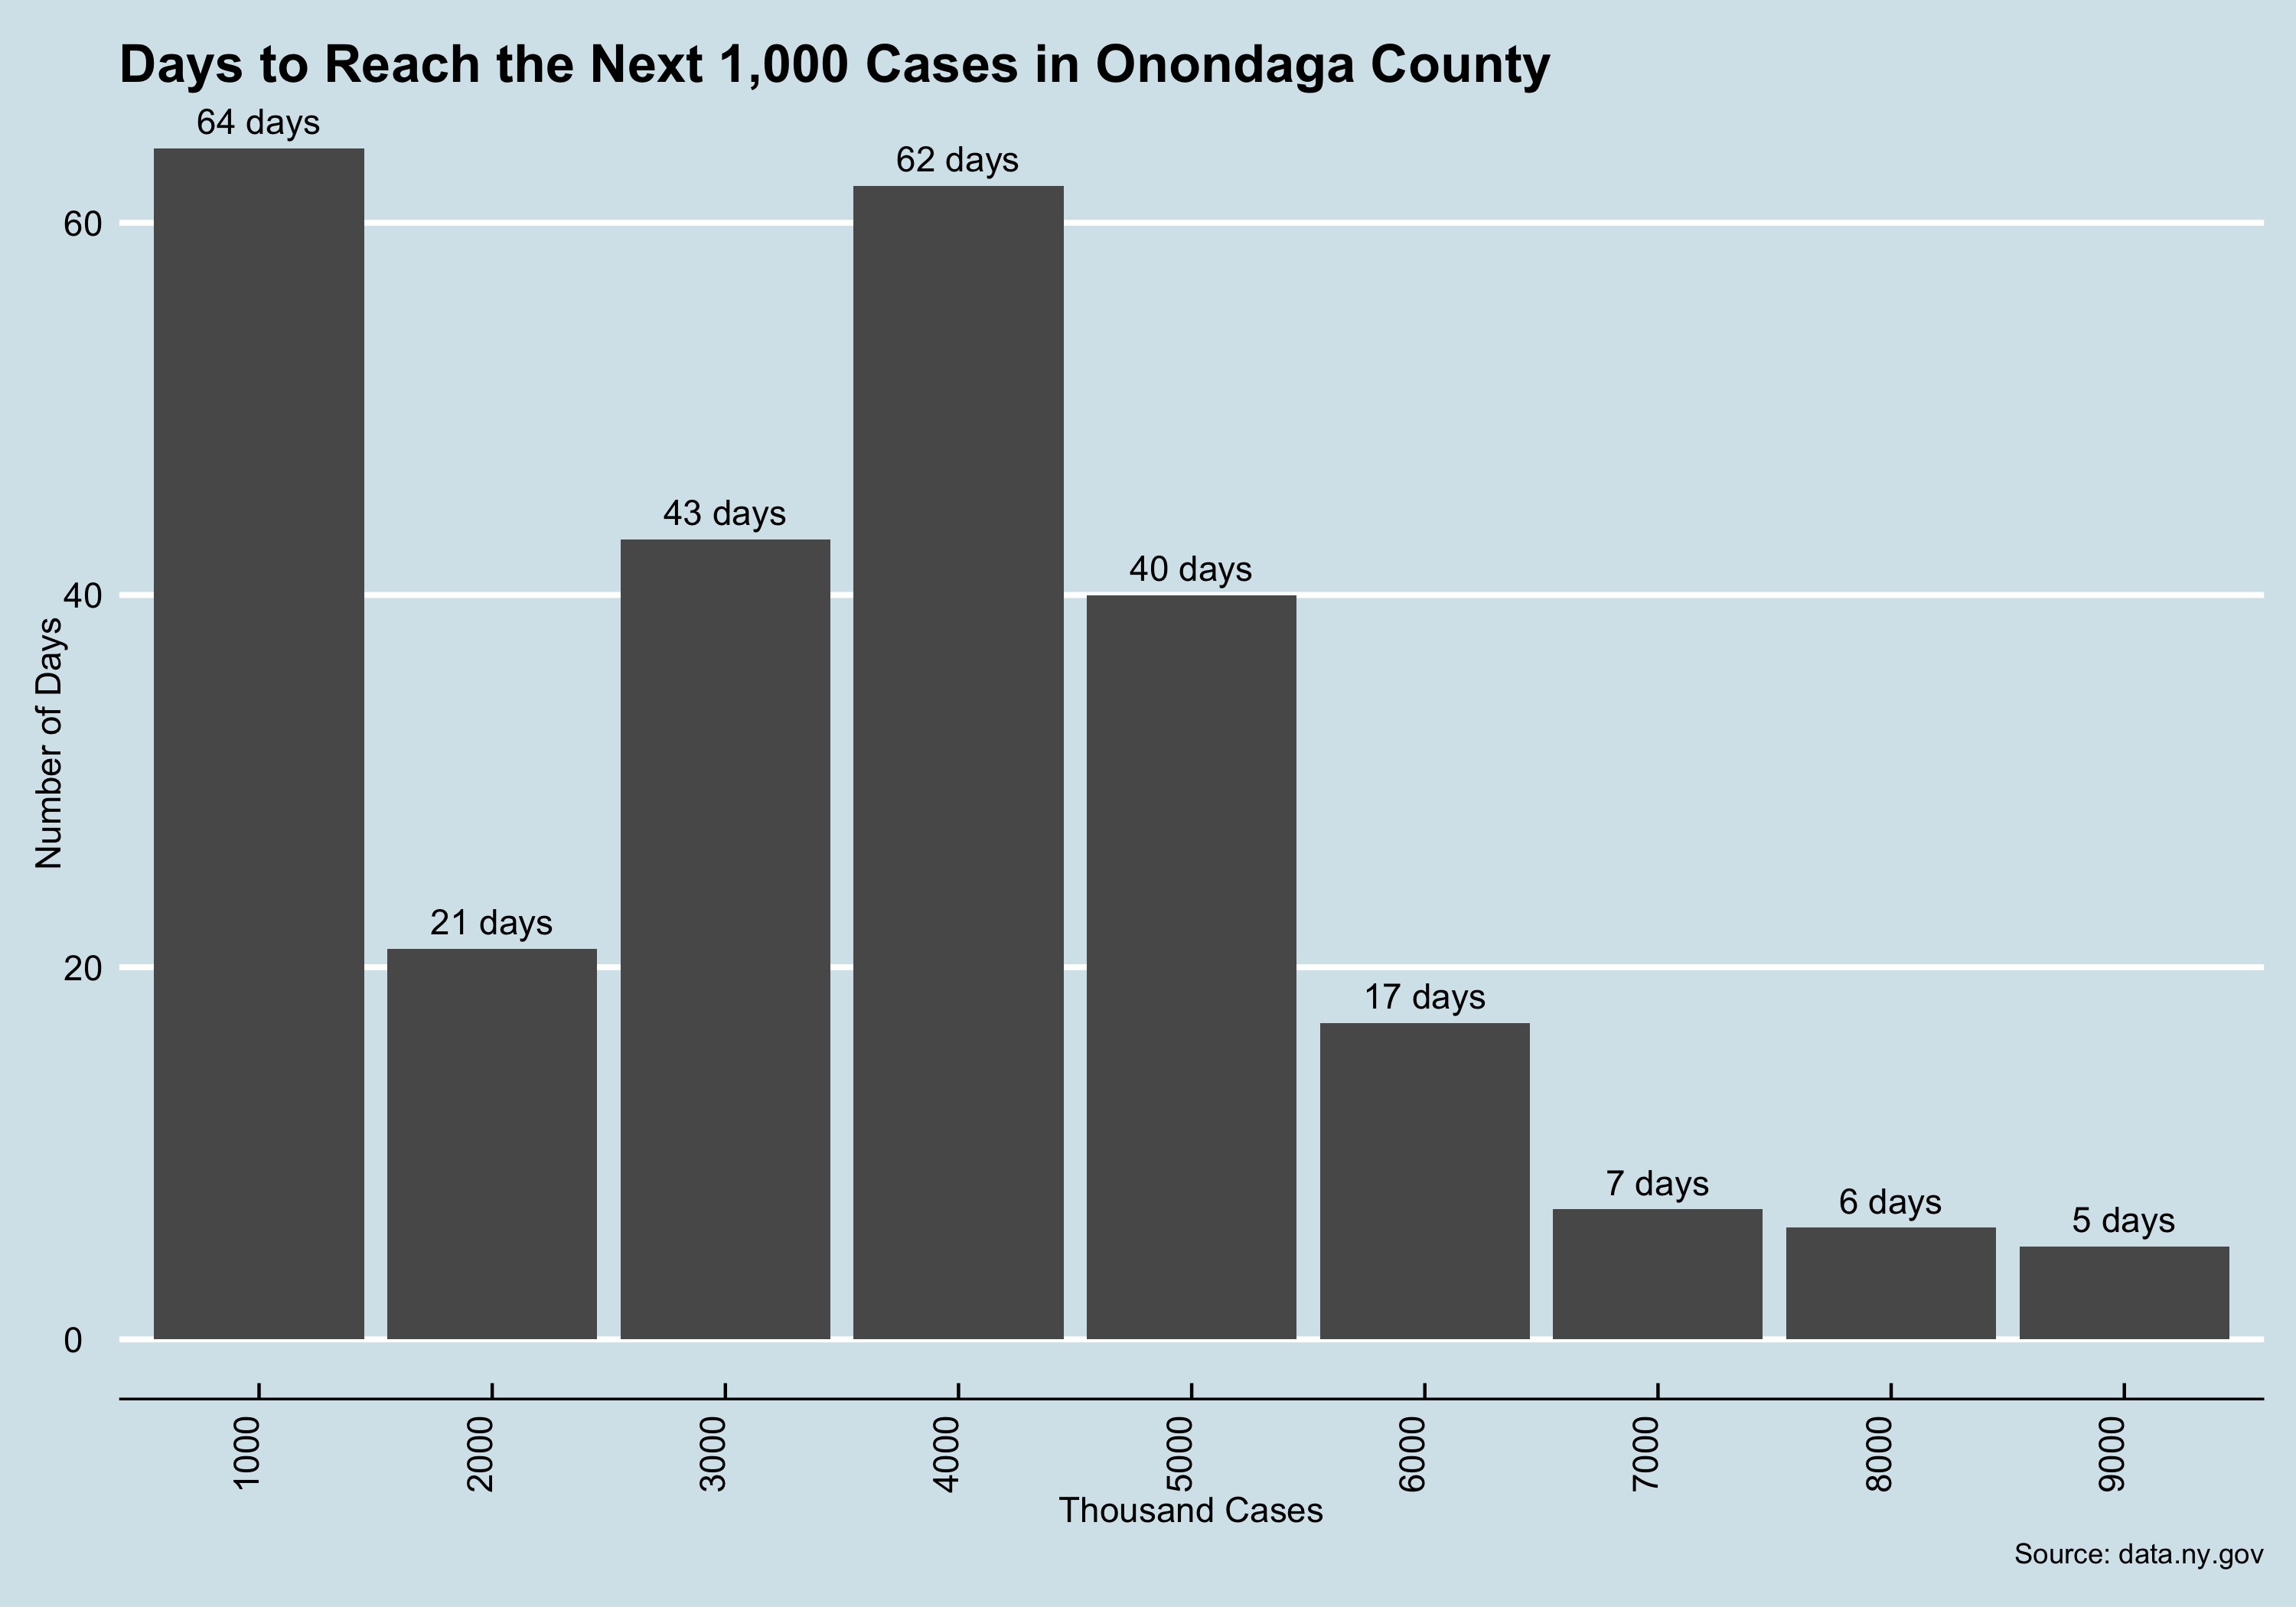 Days to Reach the Next 1,000 Cases in Onondaga County
64 days
62 days
60
43 days
40 days
40
Number of Days
21 days
20
17 days
7 days
6 days
5 days
0
1000
2000
3000
4000
5000
6000
7000
8000
9000
Thousand Cases
Source: data.ny.gov